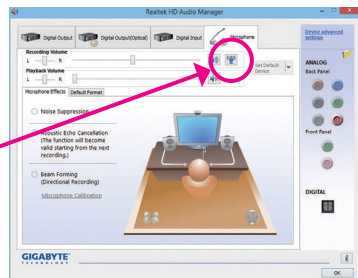 Realtek HD Audio Manager
Digital Output
Digital Output(Optical)
Digital Input
Microphone
Device advanced
settings
Recording Volume
L
R
Set Default
Device
Playback Volume
L
R
Microphone Effects
Default Format
Noise Suppression
Acoustic Echo Cancellation
(The function will become
valid starting from the next
recording.)
Beam Forming
(Directional Recording)
Microphone Calibration
ANALOG
Back Panel
Front Panel
DIGITAL
GIGABYTE
TECHNOLOGY
i
OK